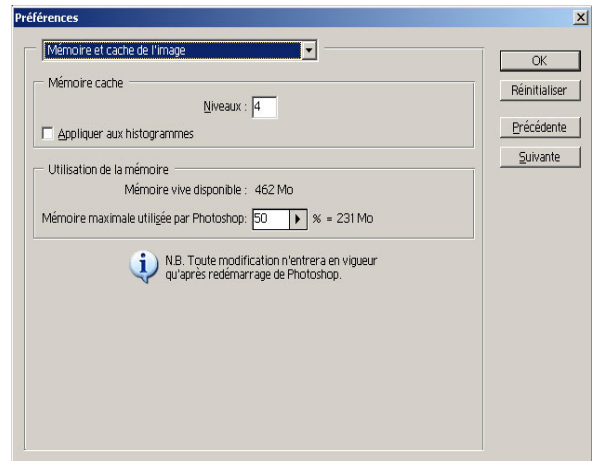 Préférences
Mémoire et cache de l'image
OK
Réinitialiser
Précédente
Suivante
Mémoire cache
Niveaux : 4
Appliquer aux histogrammes
Utilisation de la mémoire
Mémoire vive disponible : 462 Mo
Mémoire maximale utilisée par Photoshop: 50 % = 231 Mo
N.B. Toute modification n'entrera en vigueur
qu'après redémarrage de Photoshop.